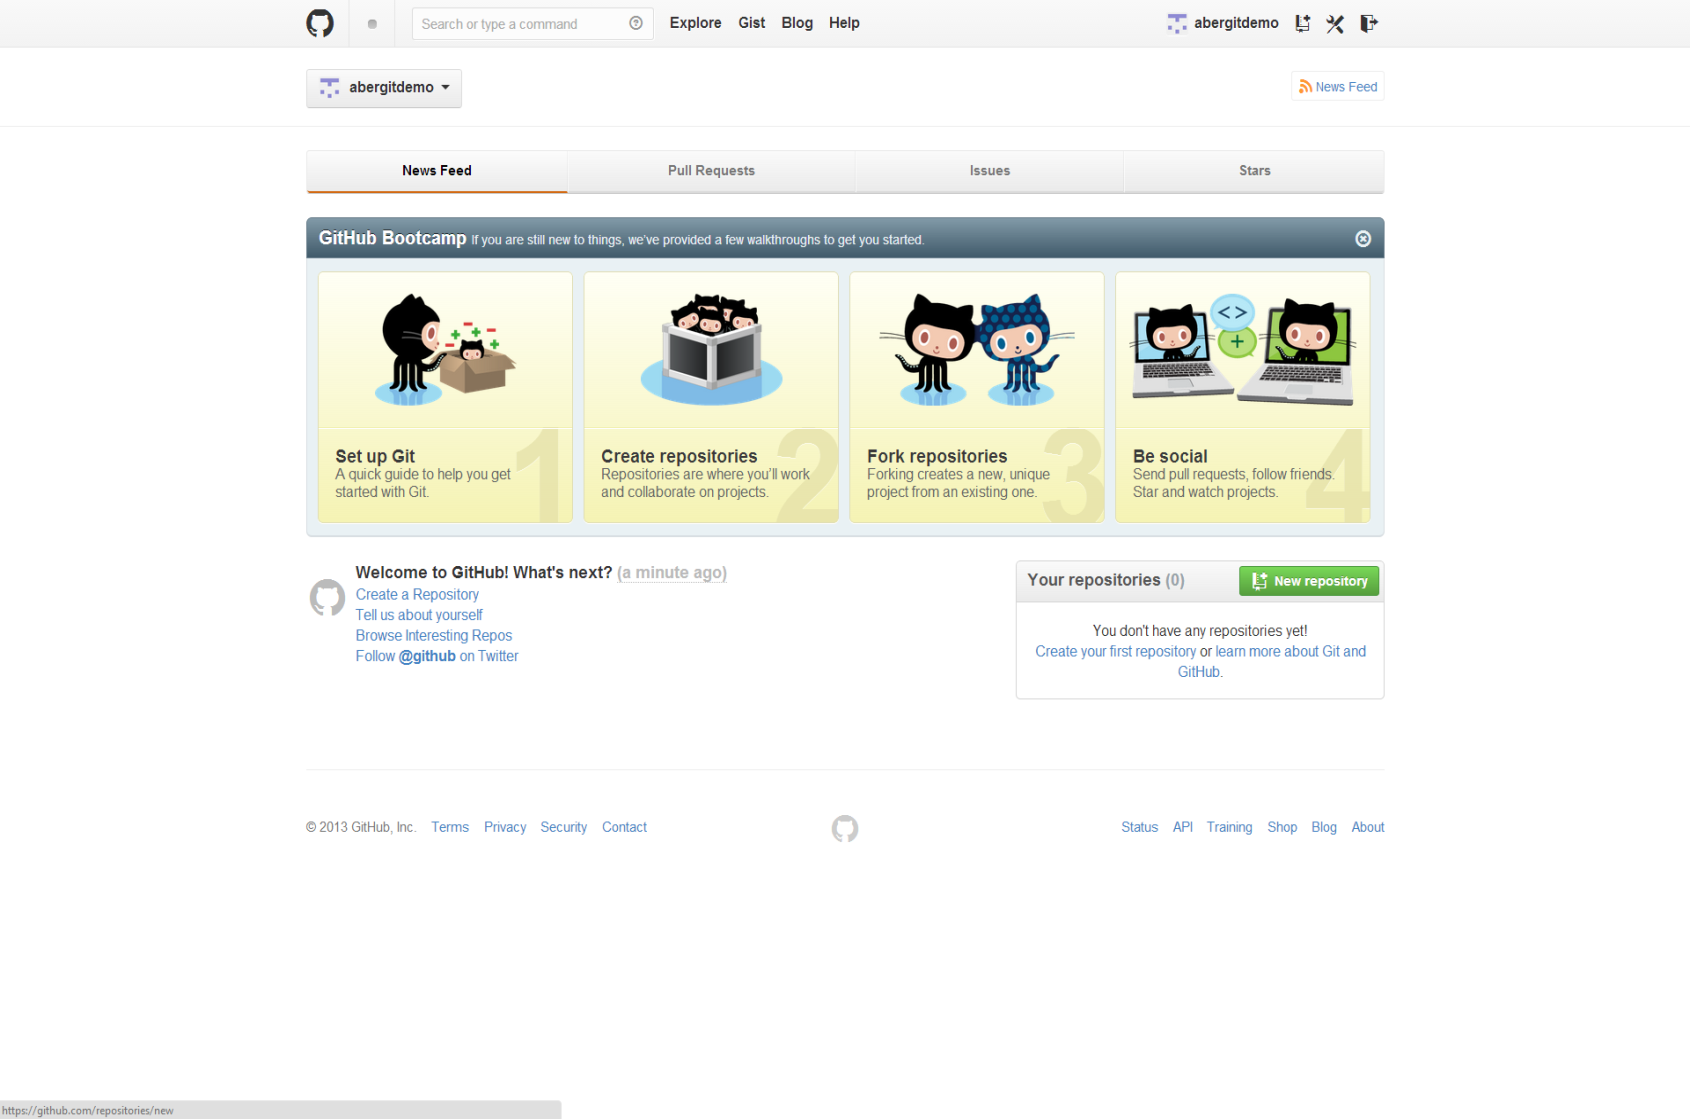 Search or type a command
Explore Gist Blog Help
abergitdemo
abergitdemo
News Feed
News Feed Pull Requests Issues Stars
GitHub Bootcamp If you are still new to things, we've provided a few walkthroughs to get you started.
1
Set up Git
A quick guide to help you get
started with Git.
2
Create repositories
Repositories are where you'll work
and collaborate on projects.
3
Fork repositories
Forking creates a new, unique
project from an existing one.
4
Be social
Send pull requests, follow friends.
Star and watch projects.
Welcome to GitHub! What's next? (a minute ago)
Create a Repository
Tell us about yourself
Browse Interesting Repos
Follow @github on Twitter
Your repositories (0)
New repository
You don't have any repositories yet!
Create your first repository or learn more about Git and
GitHub.
© 2013 GitHub, Inc. Terms Privacy Security Contact
Status API Training Shop Blog About
https://github.com/repositories/new